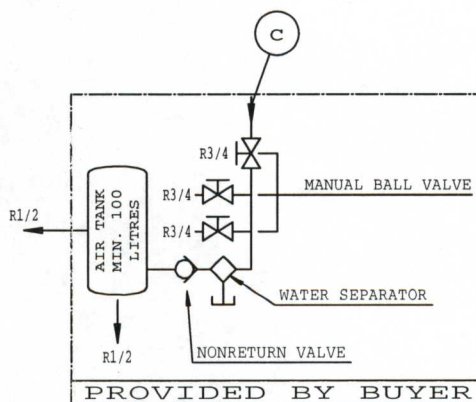 C
R3/4
R3/4
MANUAL BALL VALVE
R3/4
R1/2
AIR TANK
MIN. 100
LITRES
WATER SEPARATOR
R1/2
NONRETURN VALVE
PROVIDED BY BUYER